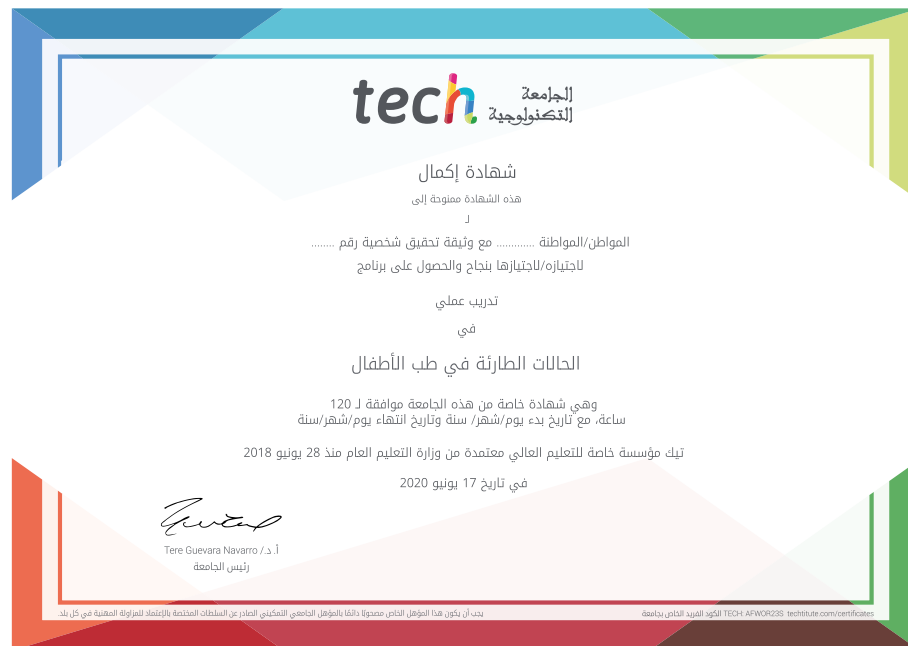 tech الجامعة
التكنولوجية
شهادة إكمال
هذه الشهادة ممنوحة إلى
لـ
المواطن/المواطنة ............ مع وثيقة تحقيق شخصية رقم ........
لاجتيازه/لاجتيازها بنجاح والحصول على برنامج
تدريب عملي
في
الحالات الطارئة في طب الأطفال
وهي شهادة خاصة من هذه الجامعة موافقة لـ 120
ساعة، مع تاريخ بدء يوم/شهر/ سنة وتاريخ انتهاء يوم/شهر/سنة
تيك مؤسسة خاصة للتعليم العالي معتمدة من وزارة التعليم العام منذ 28 يونيو 2018
في تاريخ 17 يونيو 2020
أ.د./ Tere Guevara Navarro
رئيس الجامعة
يجب أن يكون هذا المؤهل الخاص مصحوبًا دائمًا بالمؤهل الجامعي التمكيني الصادر عن السلطات المختصة بالإعتماد للمزاولة المهنية في كل بلد.
الكود الفريد الخاص بجامعة TECH: AFWOR23S techtitute.com/certificates